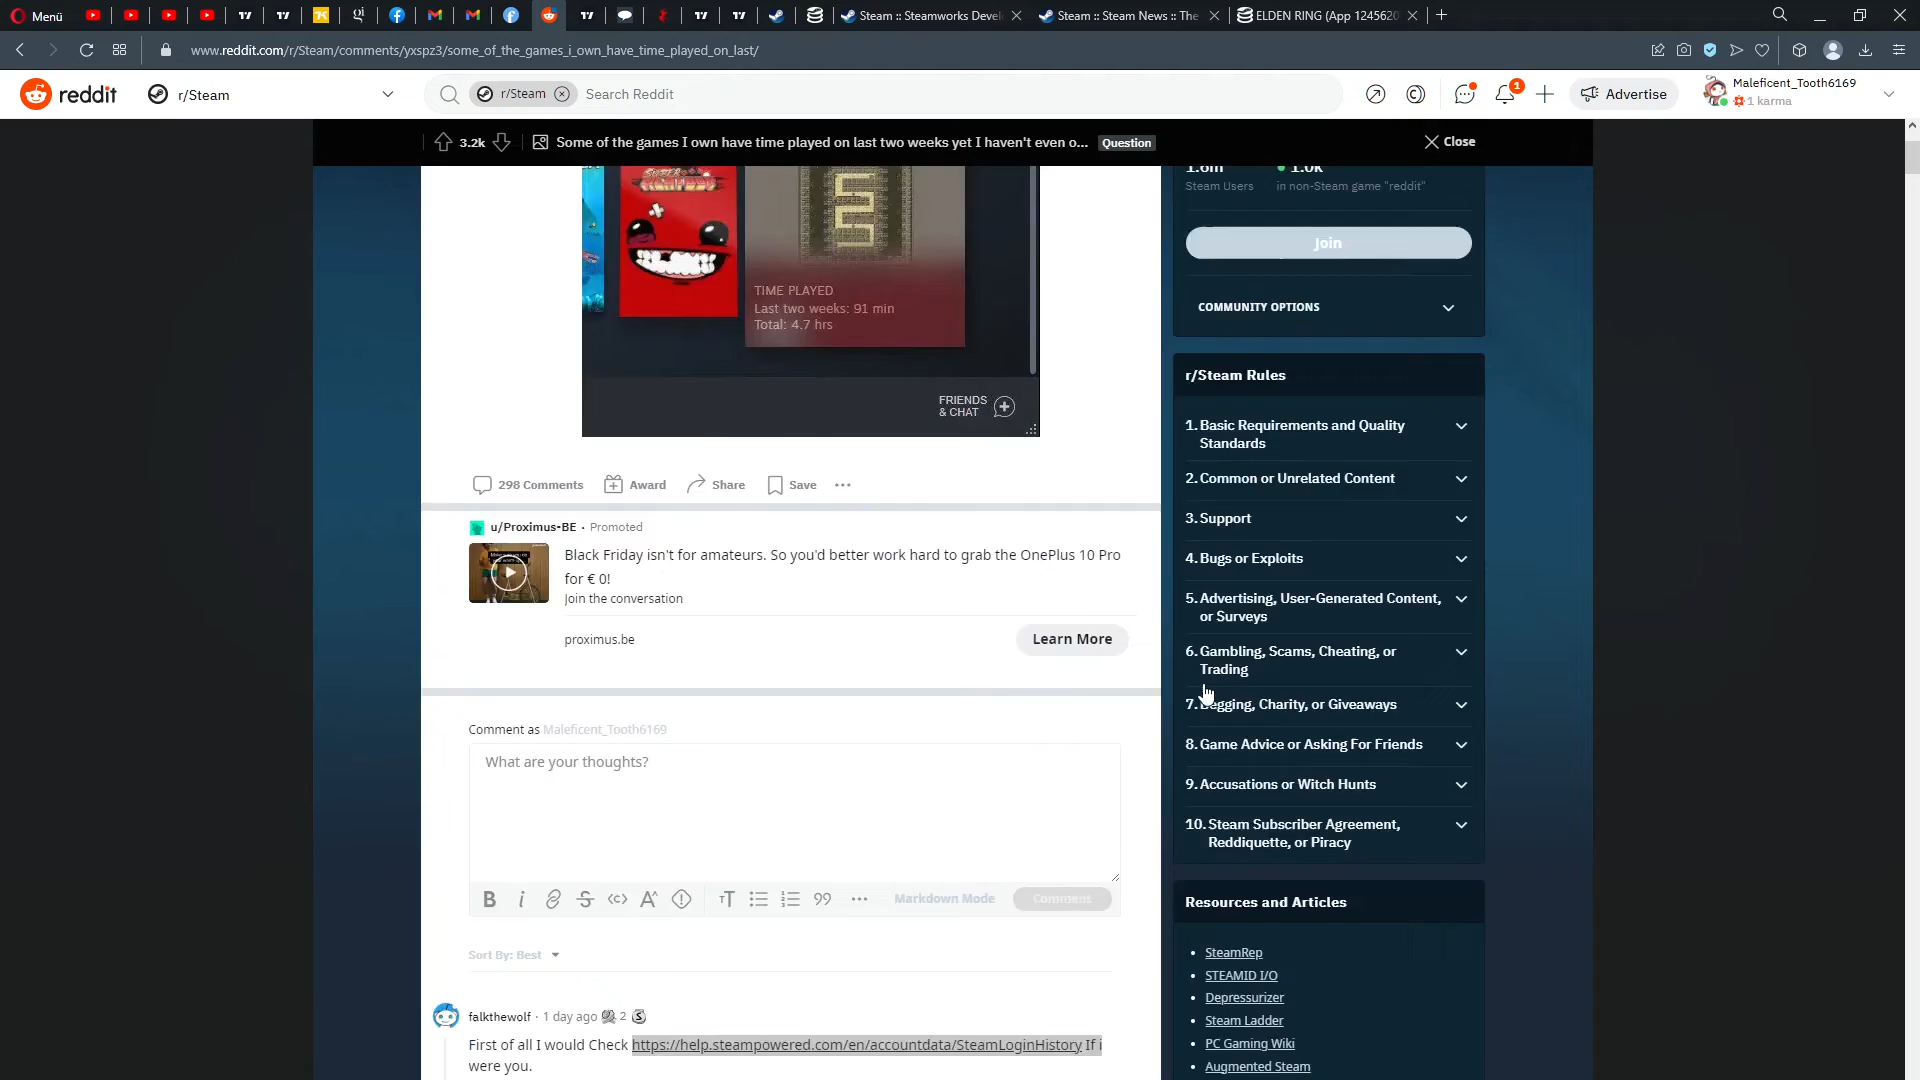 Menü
Steam :: Steamworks Devel
Steam :: Steam News :: The
ELDEN RING (App 1245620
www.reddit.com/r/Steam/comments/yxspz3/some_of_the_games_i_own_have_time_played_on_last/
reddit
r/Steam
r/Steam
Search Reddit
1
Advertise
Maleficent_Tooth6169
1 karma
3.2k
Some of the games I own have time played on last two weeks yet I haven't even o...
Question
Close
TIME PLAYED
Last two weeks: 91 min
Total: 4.7 hrs
FRIENDS
& CHAT
298 Comments
Award
Share
Save
u/Proximus-BE · Promoted
Black Friday isn't for amateurs. So you'd better work hard to grab the OnePlus 10 Pro
for € 0!
Join the conversation
proximus.be
Learn More
Comment as Maleficent_Tooth6169
What are your thoughts?
Markdown Mode
Comment
Sort By: Best
falkthewolf · 1 day ago
2
First of all I would Check https://help.steampowered.com/en/accountdata/SteamLoginHistory If i
were you.
1.6m
1.0k
Steam Users
in non-Steam game "reddit"
Join
COMMUNITY OPTIONS
r/Steam Rules
1. Basic Requirements and Quality
Standards
2. Common or Unrelated Content
3. Support
4. Bugs or Exploits
5. Advertising, User-Generated Content,
or Surveys
6. Gambling, Scams, Cheating, or
Trading
7. Begging, Charity, or Giveaways
8. Game Advice or Asking For Friends
9. Accusations or Witch Hunts
10. Steam Subscriber Agreement,
Reddiquette, or Piracy
Resources and Articles
SteamRep
STEAMID I/O
Depressurizer
Steam Ladder
PC Gaming Wiki
Augmented Steam